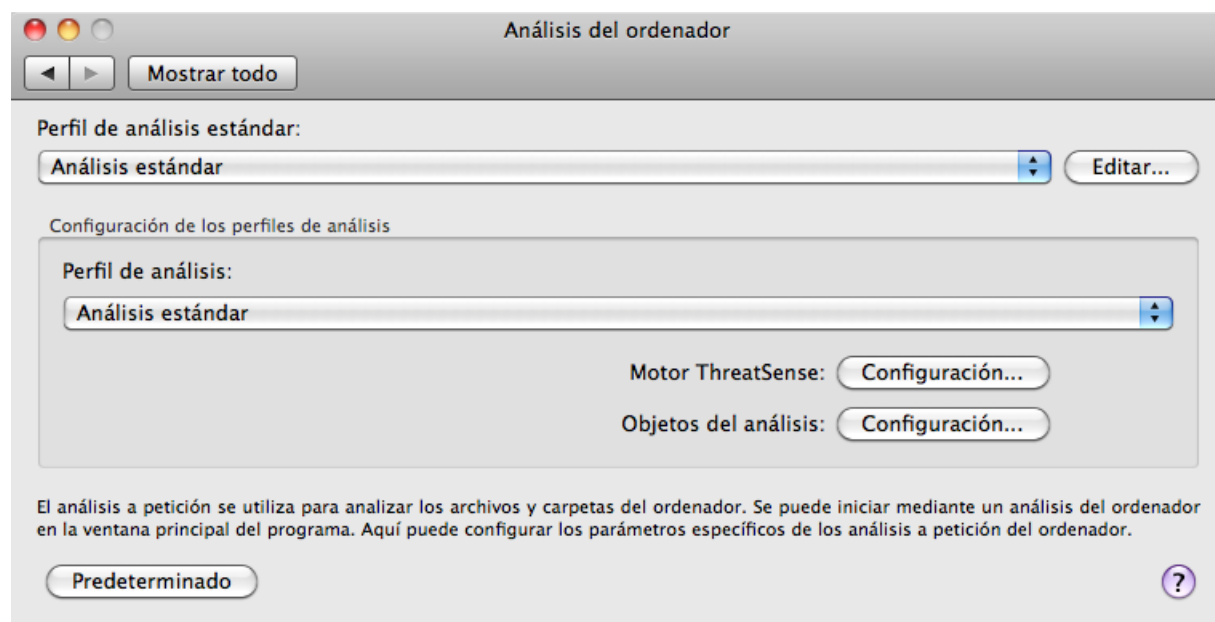 Análisis del ordenador
Mostrar todo
Perfil de análisis estándar:
Análisis estándar
Editar...
Configuración de los perfiles de análisis
Perfil de análisis:
Análisis estándar
Motor ThreatSense: Configuración...
Objetos del análisis: Configuración...
El análisis a petición se utiliza para analizar los archivos y carpetas del ordenador. Se puede iniciar mediante un análisis del ordenador
en la ventana principal del programa. Aquí puede configurar los parámetros específicos de los análisis a petición del ordenador.
Predeterminado
?